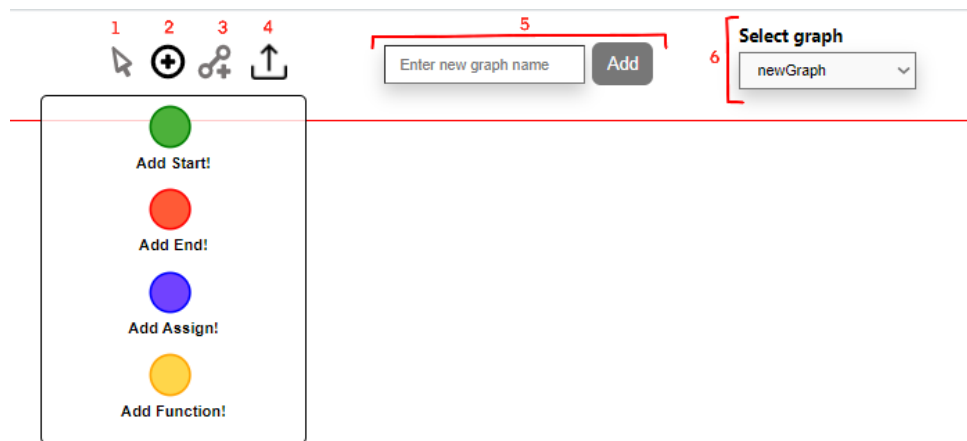 1 2 3 4 5
6
Select graph
Enter new graph name Add newGraph
Add Start!
Add End!
Add Assign!
Add Function!